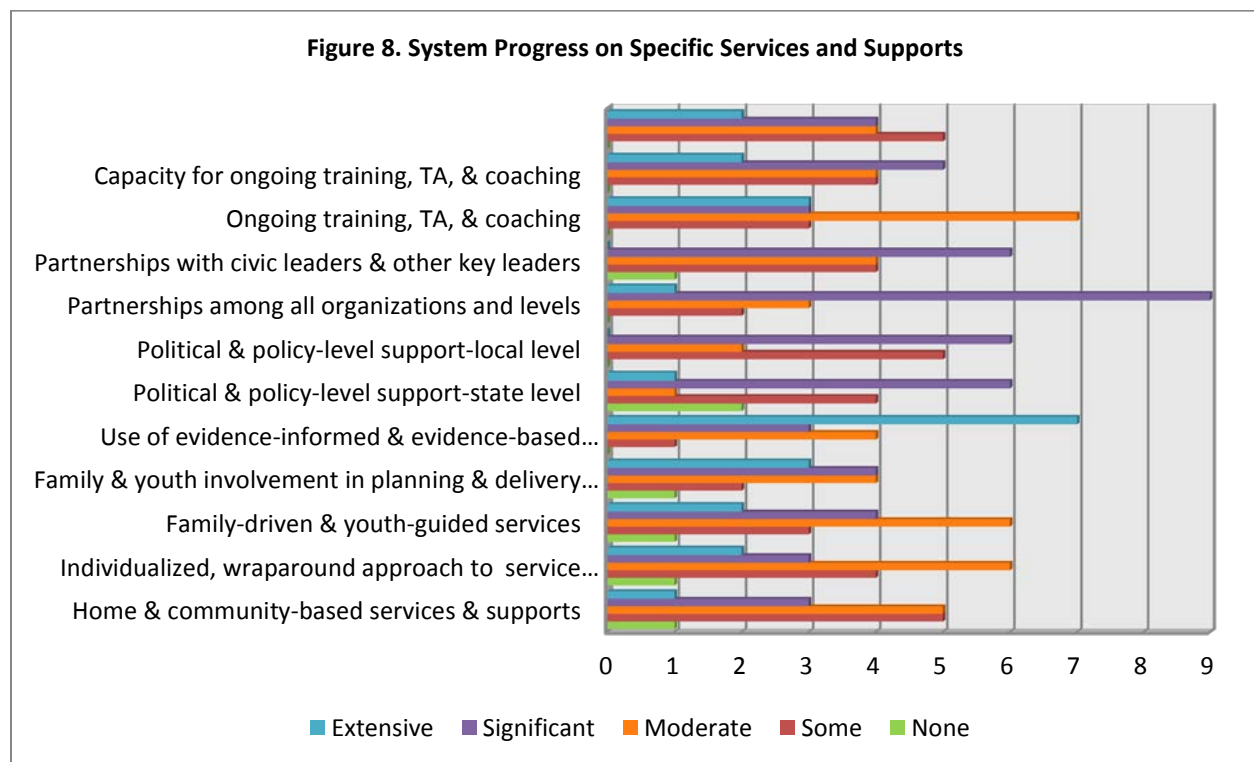 Figure 8. System Progress on Specific Services and Supports
Capacity for ongoing training, TA, & coaching
Ongoing training, TA, & coaching
Partnerships with civic leaders & other key leaders
Partnerships among all organizations and levels
Political & policy-level support-local level
Political & policy-level support-state level
Use of evidence-informed & evidence-based...
Family & youth involvement in planning & delivery...
Family-driven & youth-guided services
Individualized, wraparound approach to service...
Home & community-based services & supports
0 1 2 3 4 5 6 7 8 9
Extensive Significant Moderate Some None